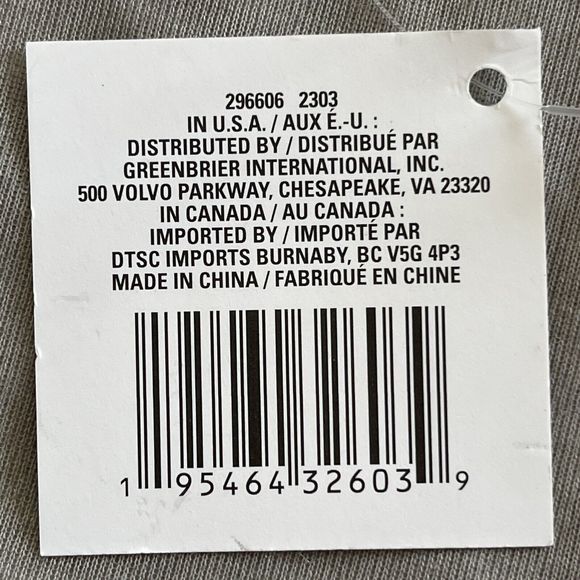 296606 2303
IN U.S.A. / AUX É.-U. :
DISTRIBUTED BY / DISTRIBUÉ PAR
GREENBRIER INTERNATIONAL, INC.
500 VOLVO PARKWAY, CHESAPEAKE, VA 23320
IN CANADA / AU CANADA :
IMPORTED BY / IMPORTÉ PAR
DTSC IMPORTS BURNABY, BC V5G 4P3
MADE IN CHINA / FABRIQUÉ EN CHINE
1 95464 32603 9